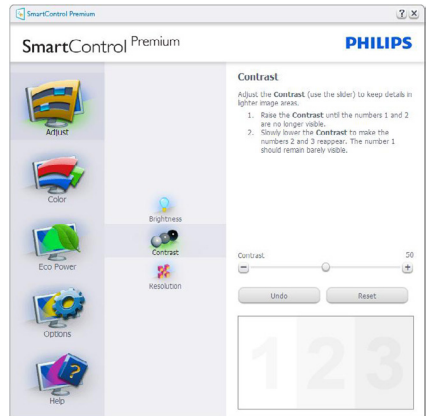 SmartControl Premium
SmartControl Premium
PHILIPS
Adjust
Color
Eco Power
Options
Help
Brightness
Contrast
Resolution
Contrast
Adjust the Contrast (use the slider) to keep details in
lighter image areas.
1. Raise the Contrast until the numbers 1 and 2
are no longer visible.
2. Slowly lower the Contrast to make the
numbers 2 and 3 reappear. The number 1
should remain barely visible.
Contrast 50
Undo Reset
1 2 3